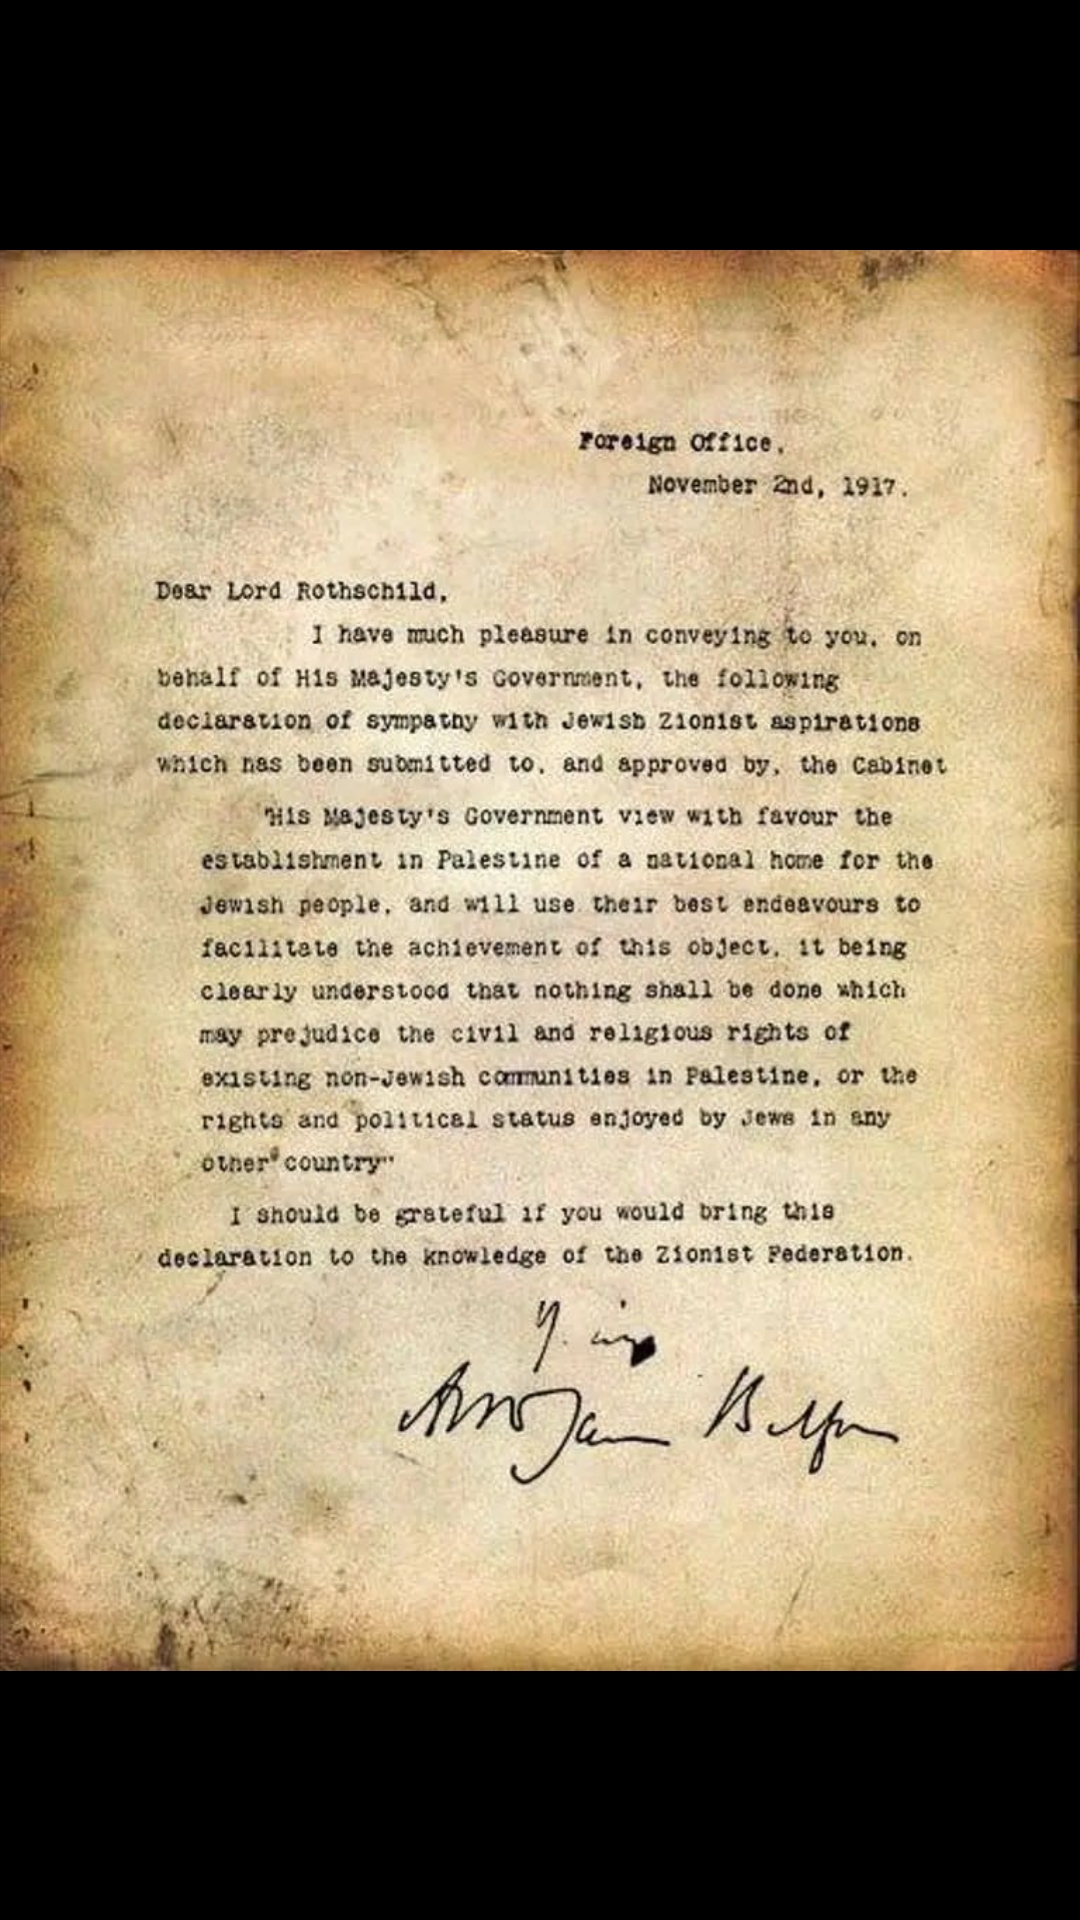 Foreign Office,
November 2nd, 1917.
Dear Lord Rothschild,
I have much pleasure in conveying to you, on
behalf of His Majesty's Government, the following
declaration of sympathy with Jewish Zionist aspirations
which has been submitted to, and approved by, the Cabinet
"His Majesty's Government view with favour the
establishment in Palestine of a national home for the
Jewish people, and will use their best endeavours to
facilitate the achievement of this object, it being
clearly understood that nothing shall be done which
may prejudice the civil and religious rights of
existing non-Jewish communities in Palestine, or the
rights and political status enjoyed by Jews in any
other country"
I should be grateful if you would bring this
declaration to the knowledge of the Zionist Federation.
Arthur James Balfour